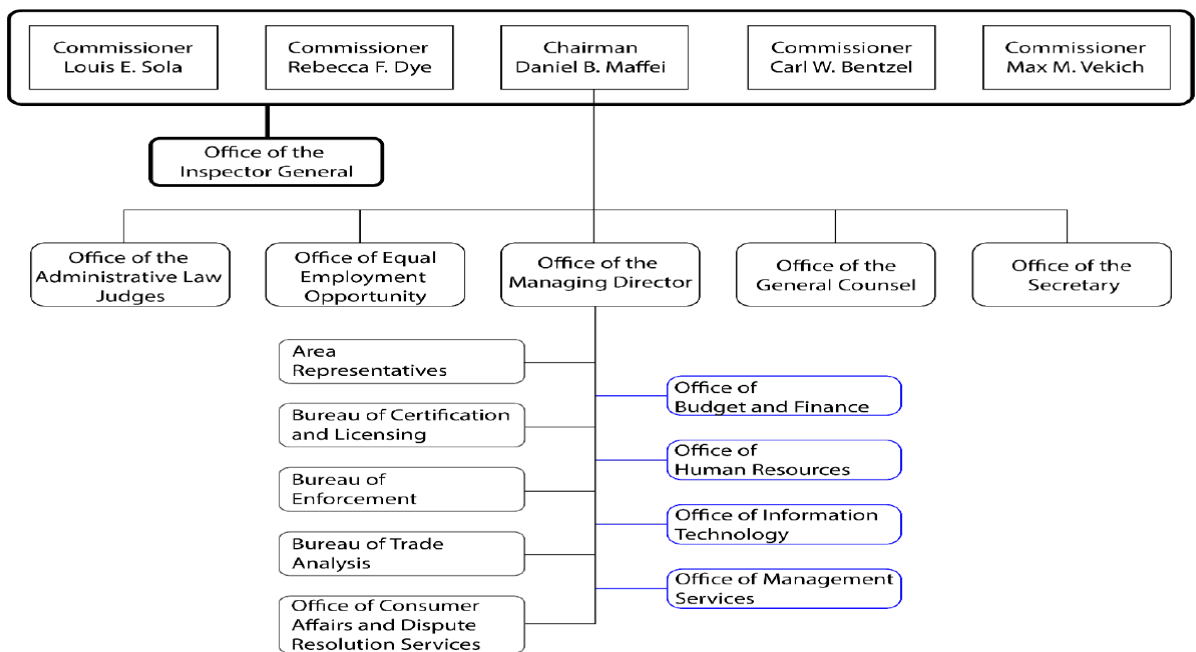 Commissioner
Louis E. Sola
Commissioner
Rebecca F. Dye
Chairman
Daniel B. Maffei
Commissioner
Carl W. Bentzel
Commissioner
Max M. Vekich
Office of the
Inspector General
Office of the
Administrative Law
Judges
Office of Equal
Employment
Opportunity
Office of the
Managing Director
Office of the
General Counsel
Office of the
Secretary
Area
Representatives
Bureau of Certification
and Licensing
Bureau of
Enforcement
Bureau of Trade
Analysis
Office of Consumer
Affairs and Dispute
Resolution Services
Office of
Budget and Finance
Office of
Human Resources
Office of Information
Technology
Office of Management
Services